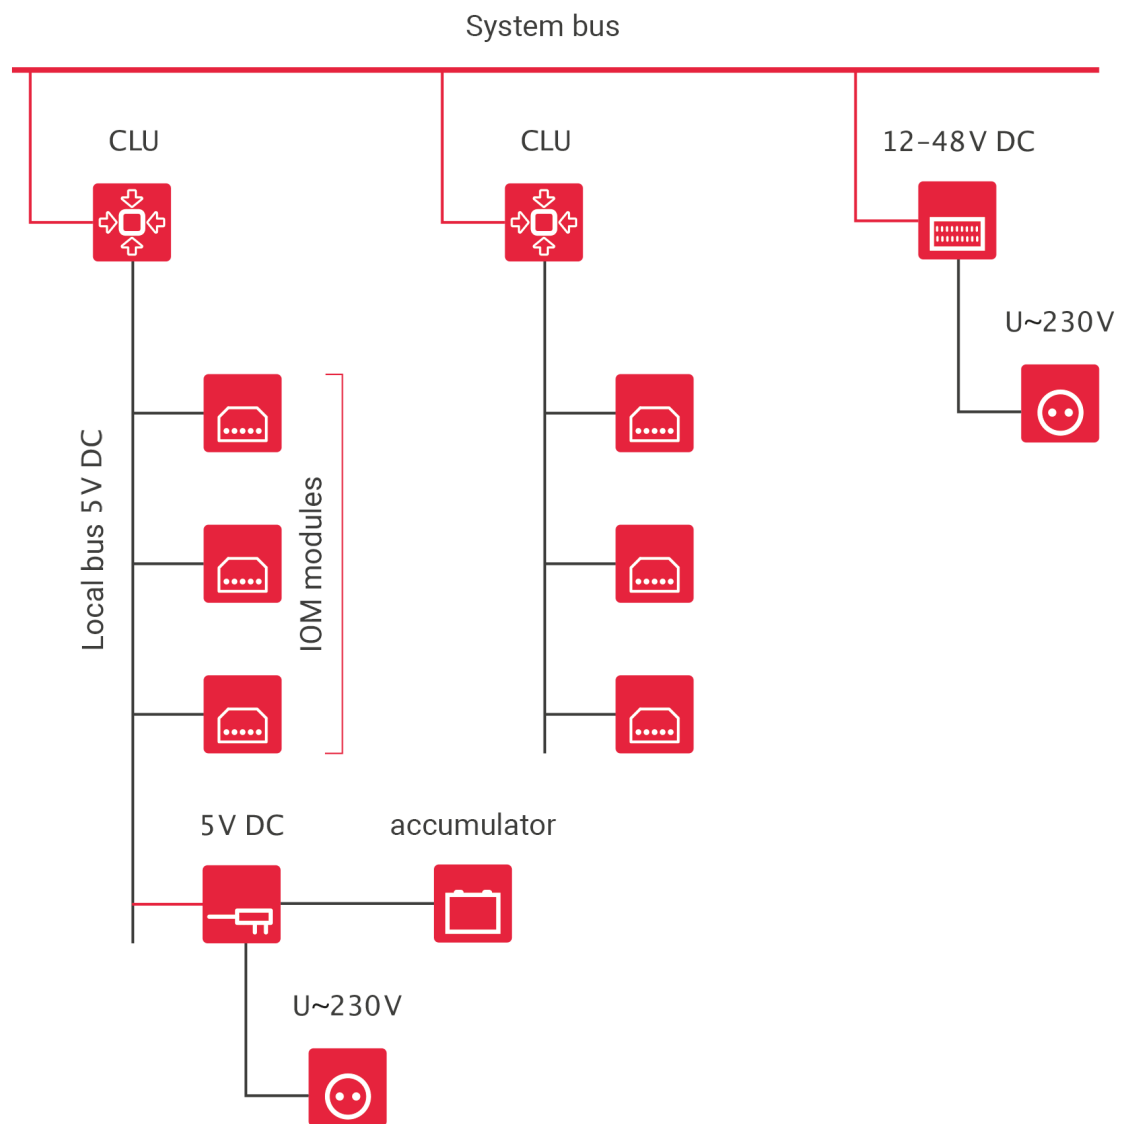 System bus
CLU
CLU
12-48V DC
U~230V
Local bus 5V DC
IOM modules
5V DC
accumulator
U~230V